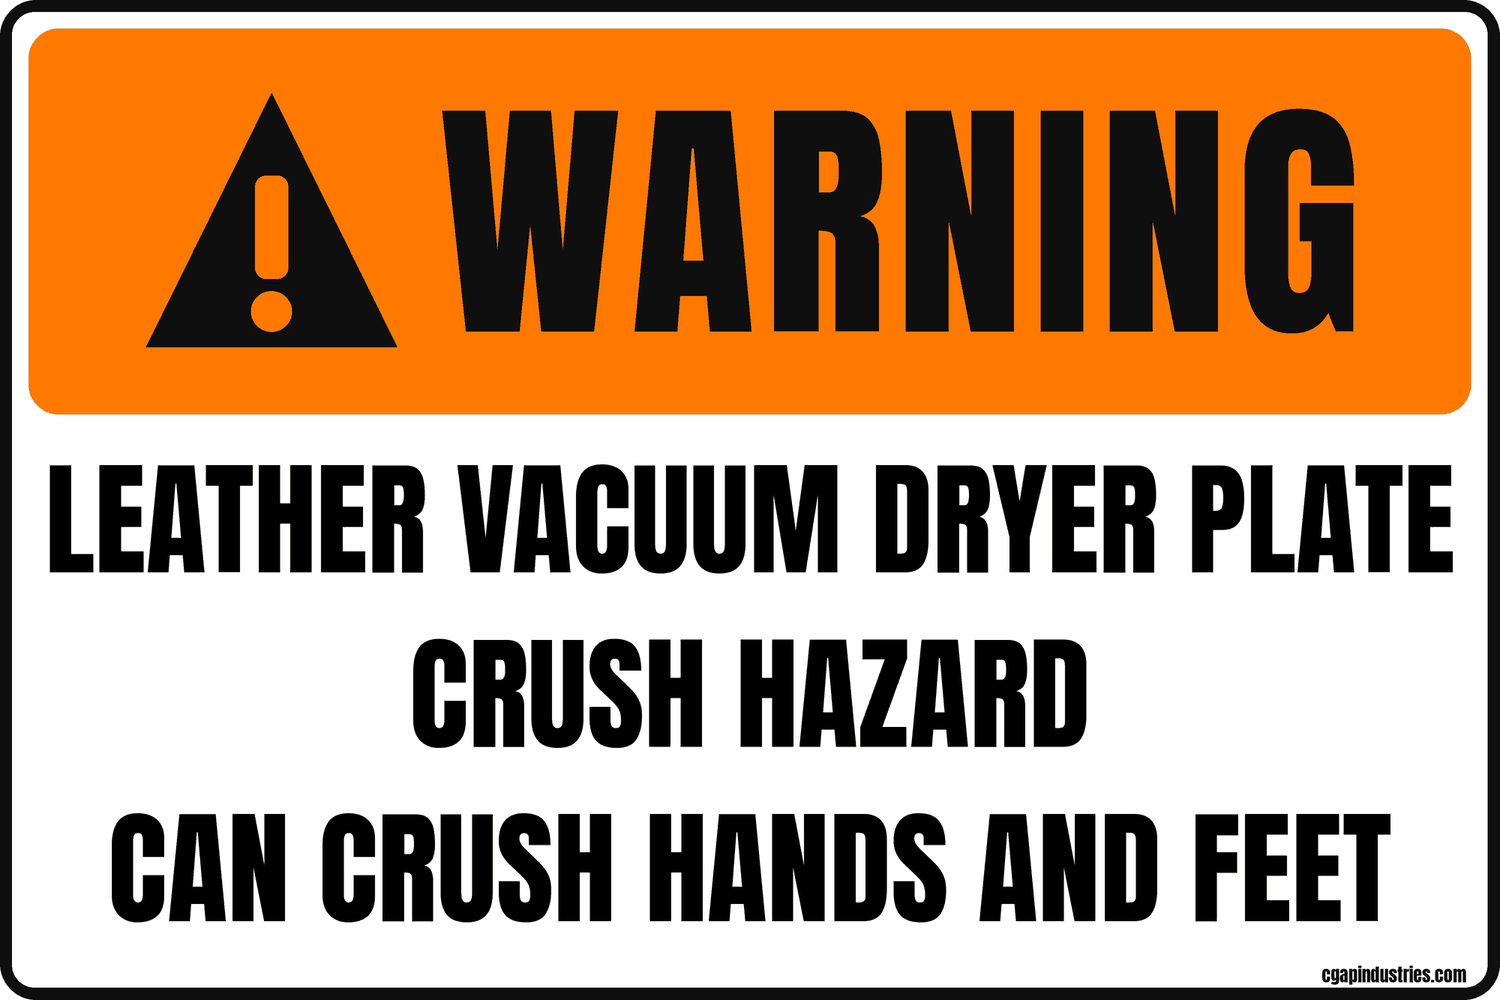 WARNING
LEATHER VACUUM DRYER PLATE
CRUSH HAZARD
CAN CRUSH HANDS AND FEET
cgapindustries.com